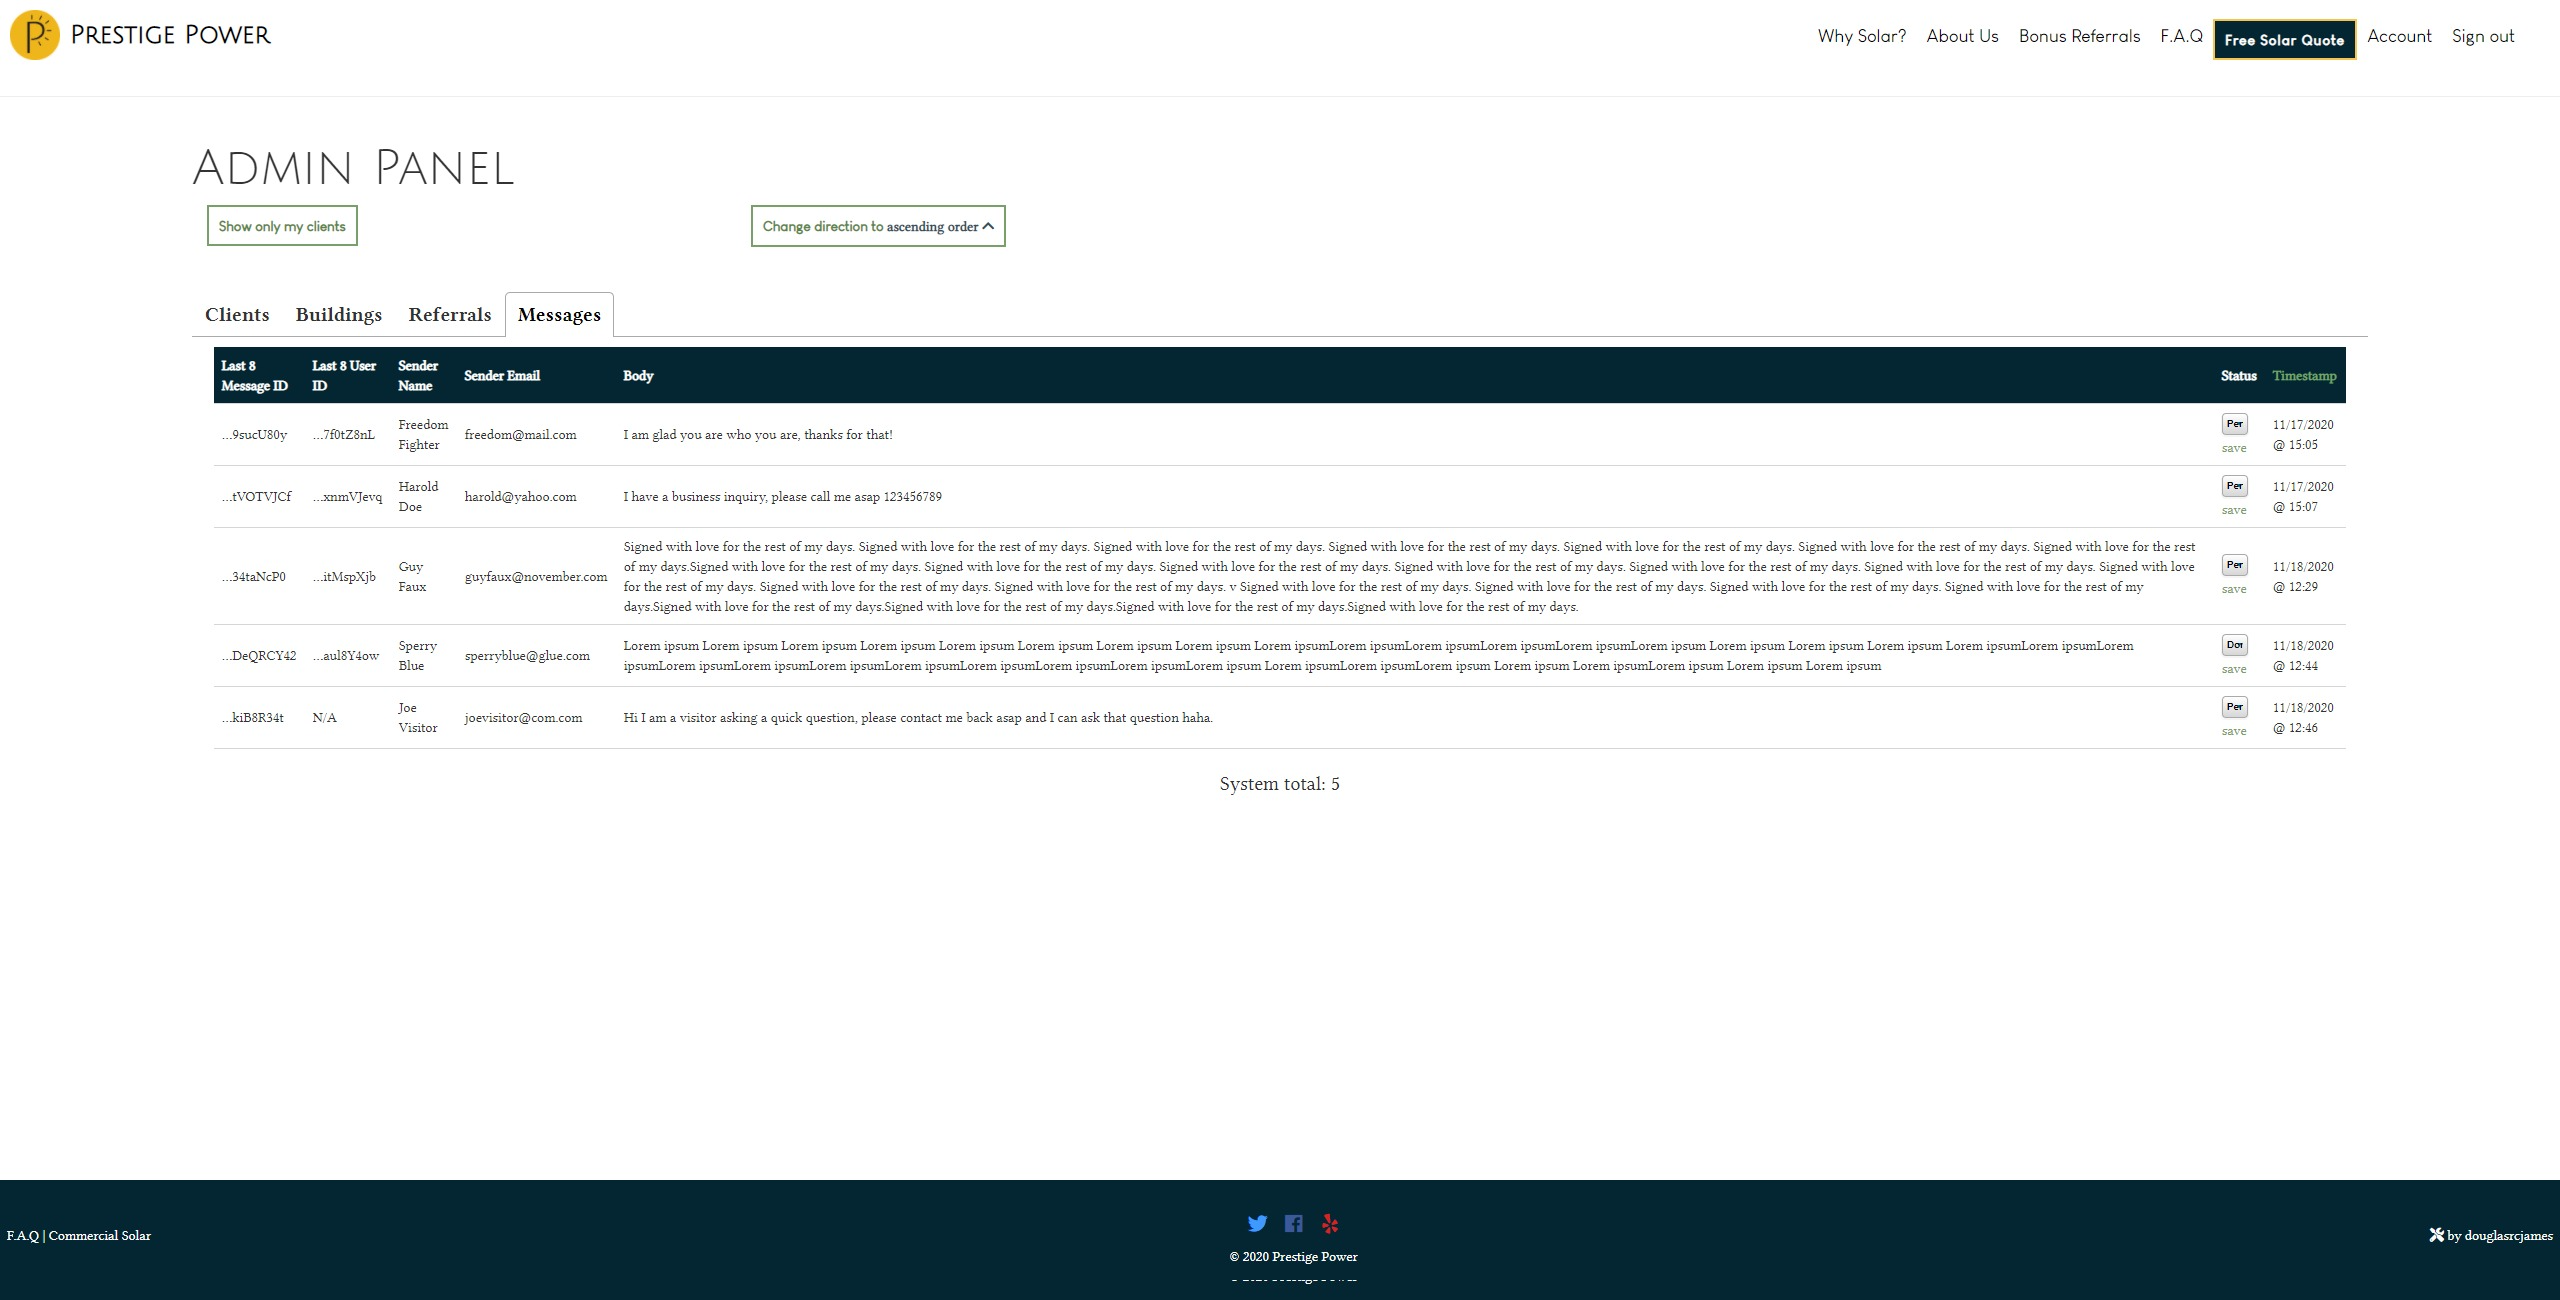 Prestige Power
Why Solar? About Us Bonus Referrals F.A.Q Free Solar Quote Account Sign out
Admin Panel
Show only my clients
Change direction to ascending order
Clients Buildings Referrals Messages
Last 8 Message ID Last 8 User ID Sender Name Sender Email Body Status Timestamp
...9sucU80y ...7f0tZ8nL Freedom Fighter freedom@mail.com I am glad you are who you are, thanks for that! Per save 11/17/2020 @ 15:05
...tVOTVJCf ...xnmVJevq Harold Doe harold@yahoo.com I have a business inquiry, please call me asap 123456789 Per save 11/17/2020 @ 15:07
...34taNcP0 ...itMspXjb Guy Faux guyfaux@november.com
Signed with love for the rest of my days. Signed with love for the rest of my days. Signed with love for the rest of my days. Signed with love for the rest of my days. Signed with love for the rest of my days. Signed with love for the rest of my days. Signed with love for the rest
of my days.Signed with love for the rest of my days. Signed with love for the rest of my days. Signed with love for the rest of my days. Signed with love for the rest of my days. Signed with love for the rest of my days. Signed with love for the rest of my days. Signed with love
for the rest of my days. Signed with love for the rest of my days. Signed with love for the rest of my days. v Signed with love for the rest of my days. Signed with love for the rest of my days. Signed with love for the rest of my days. Signed with love for the rest of my
days.Signed with love for the rest of my days.Signed with love for the rest of my days.Signed with love for the rest of my days.Signed with love for the rest of my days.
Per save 11/18/2020 @ 12:29
...DeQRCY42 ...aul8Y4ow Sperry Blue sperryblue@glue.com
Lorem ipsum Lorem ipsum Lorem ipsum Lorem ipsum Lorem ipsum Lorem ipsum Lorem ipsum Lorem ipsum Lorem ipsumLorem ipsumLorem ipsumLorem ipsumLorem ipsumLorem ipsum Lorem ipsum Lorem ipsum Lorem ipsum Lorem ipsumLorem ipsumLorem
ipsumLorem ipsumLorem ipsumLorem ipsumLorem ipsumLorem ipsumLorem ipsumLorem ipsumLorem ipsum Lorem ipsumLorem ipsumLorem ipsum Lorem ipsum Lorem ipsumLorem ipsum Lorem ipsum Lorem ipsum
save 11/18/2020 @ 12:44
...kiB8R34t N/A Joe Visitor joevisitor@com.com Hi I am a visitor asking a quick question, please contact me back asap and I can ask that question haha. Per save 11/18/2020 @ 12:46
System total: 5
F.A.Q | Commercial Solar
© 2020 Prestige Power
by douglasrcjames